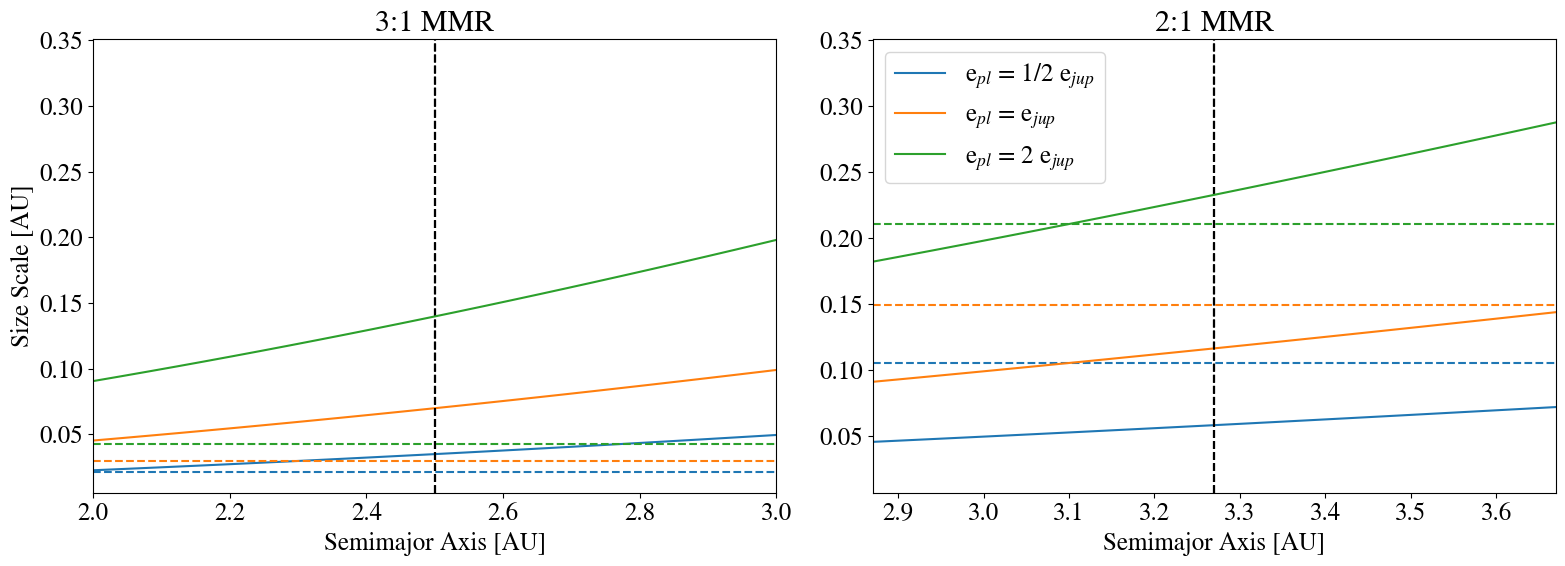 3:1 MMR
0.35
0.30
0.25
0.20
0.15
0.10
0.05
Size Scale [AU]
2.0 2.2 2.4 2.6 2.8 3.0
Semimajor Axis [AU]
2:1 MMR
e_pl = 1/2 e_jup
e_pl = e_jup
e_pl = 2 e_jup
0.35
0.30
0.25
0.20
0.15
0.10
0.05
2.9 3.0 3.1 3.2 3.3 3.4 3.5 3.6
Semimajor Axis [AU]